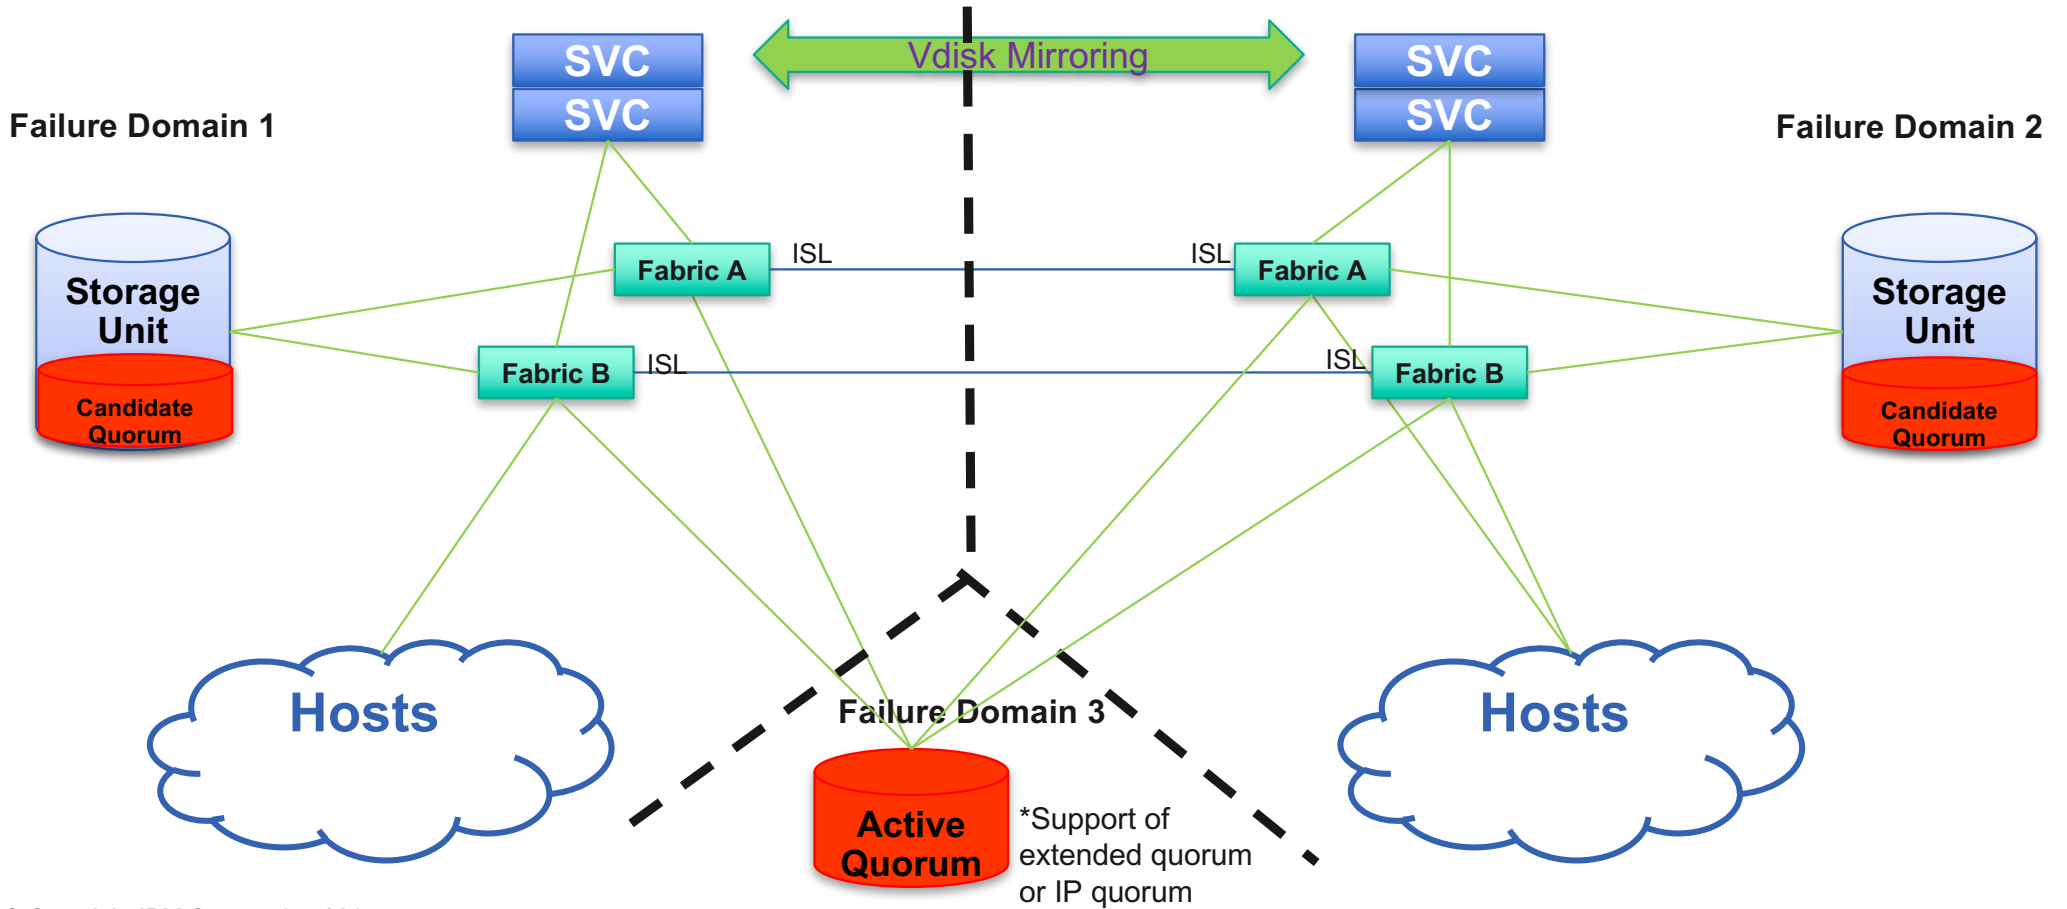 SVC
Vdisk Mirroring
SVC
SVC
SVC
Failure Domain 1
Failure Domain 2
ISL
ISL
Fabric A
Fabric A
Storage
Unit
Storage
Unit
ISL
ISL
Fabric B
Fabric B
Candidate
Quorum
Candidate
Quorum
Hosts
Hosts
Failure Domain 3
Active
Quorum
*Support of
extended quorum
or IP quorum